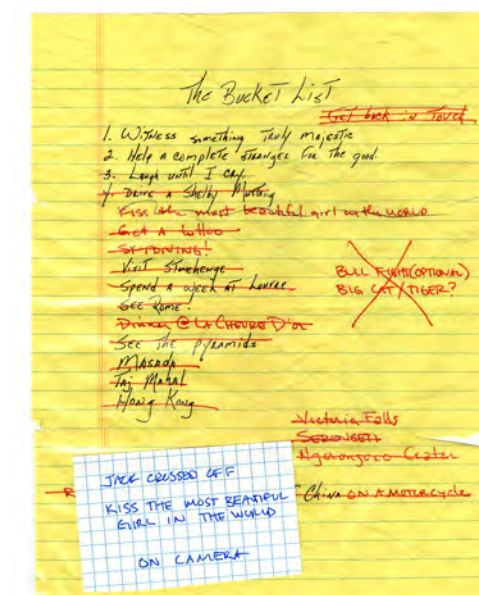 The Bucket List
Get back in Touch
1. Witness something Truly majestic
2. Help a complete stranger for the good.
3. Laugh until I cry.
4. Drive a Shelby Mustang
Kiss the most beautiful girl in the world
Get A tattoo
SKYDIVING!
Visit Stonehenge
Spend a week at Louvre
SEE ROME.
Dinner @ LA CHEVRE D'OR
See the pyramids
MASADA
Taj Mahal
Hong Kong
BULL FIGHT (OPTIONAL)
BIG CAT/TIGER?
Victoria Falls
SERENGETI
Ngorongoro Crater
R
China ON A MOTORCYCLE
JACK CROSSED OFF
KISS THE MOST BEAUTIFUL
GIRL IN THE WORLD
ON CAMERA